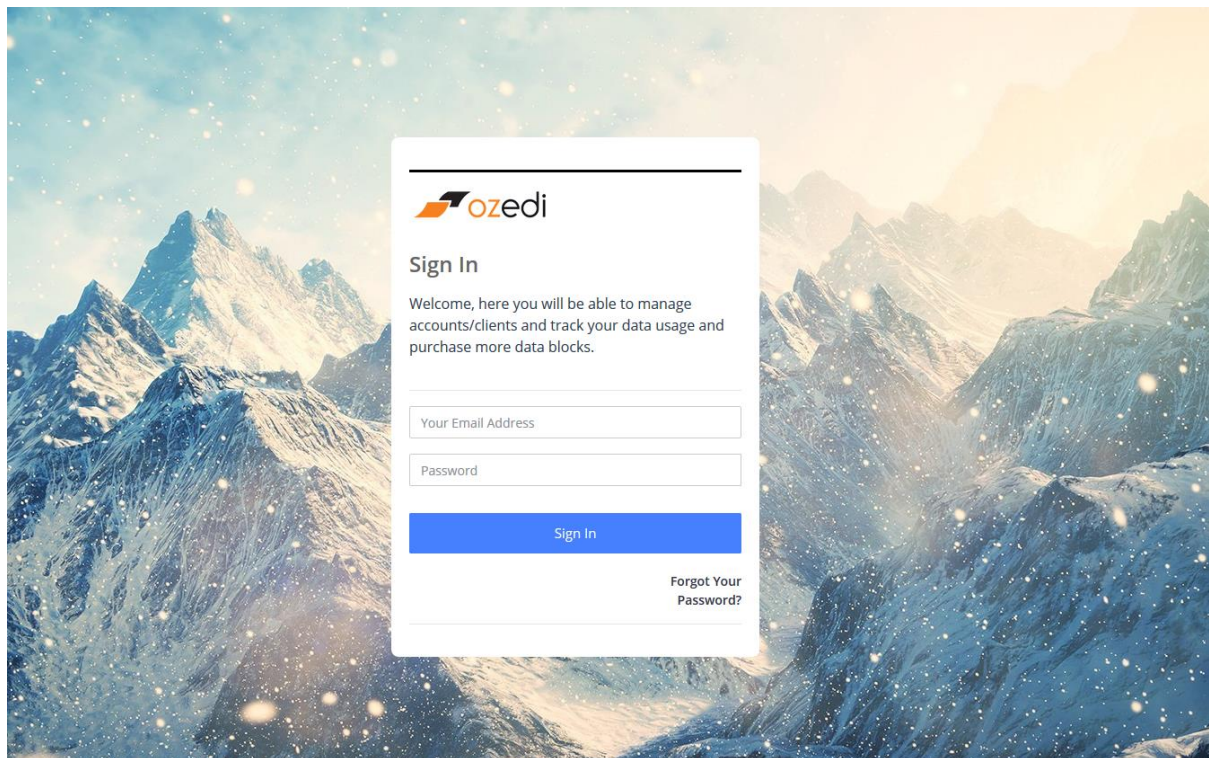 ozedi
Sign In
Welcome, here you will be able to manage
accounts/clients and track your data usage and
purchase more data blocks.
Your Email Address
Password
Sign In
Forgot Your
Password?